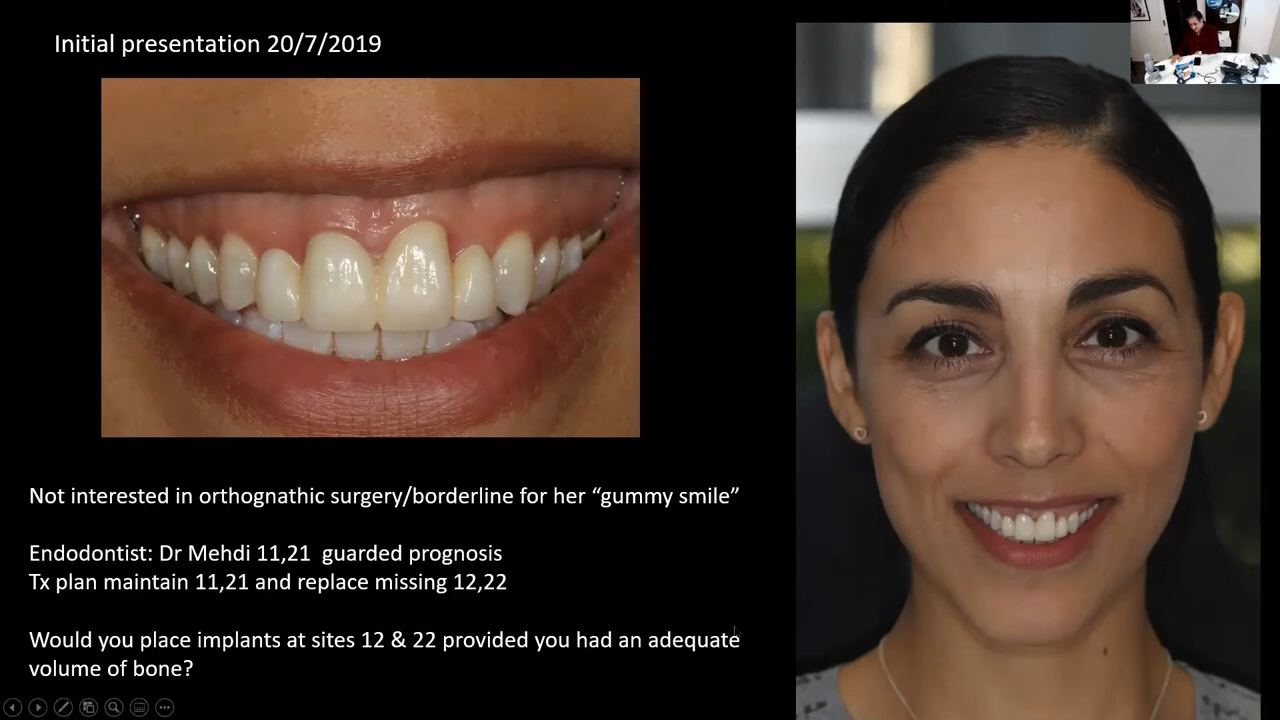 Initial presentation 20/7/2019
Not interested in orthognathic surgery/borderline for her “gummy smile”
Endodontist: Dr Mehdi 11,21  guarded prognosis
Tx plan maintain 11,21 and replace missing 12,22
Would you place implants at sites 12 & 22 provided you had an adequate
volume of bone?